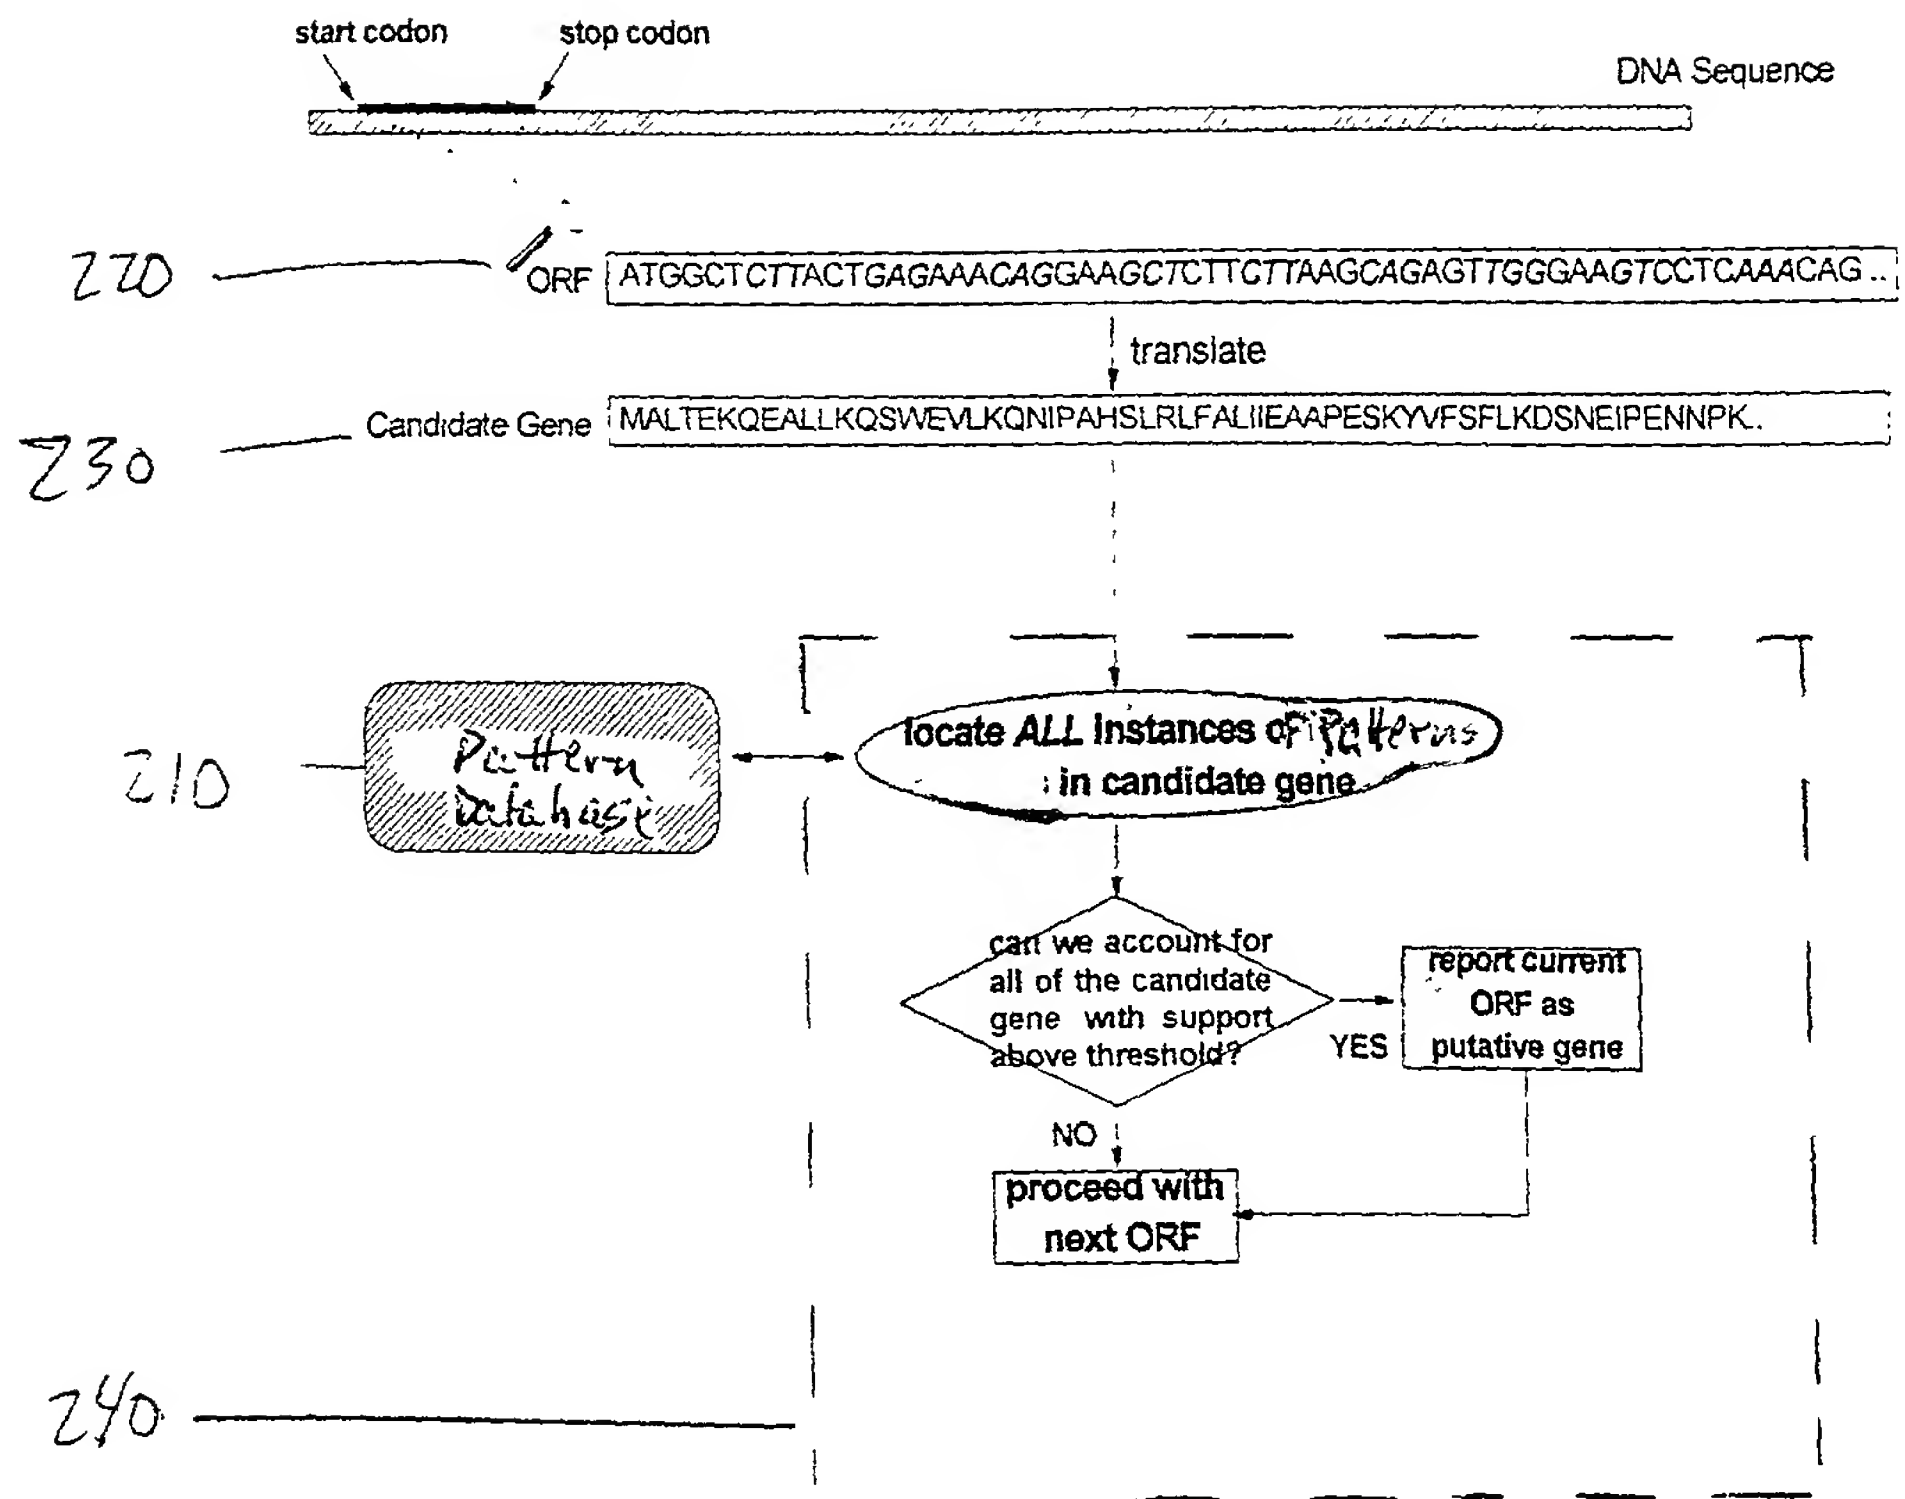 start codon
stop codon
DNA Sequence
220
ORF
ATGGCTCTTACTGAGAAACAGGAAGCTCTTCTTAAGCAGAGTTGGGAAGTCCTCAAACAG..
translate
230
Candidate Gene
MALTEKQEALLKQSWEVLKQNIPAHSLRLFALIIEAAPESKYVFSFLKDSNEIPENNPK.
210
Pattern
Database
locate ALL Instances of Patterns
in candidate gene
can we account for
all of the candidate
gene with support
above threshold?
YES
report current
ORF as
putative gene
NO
proceed with
next ORF
240